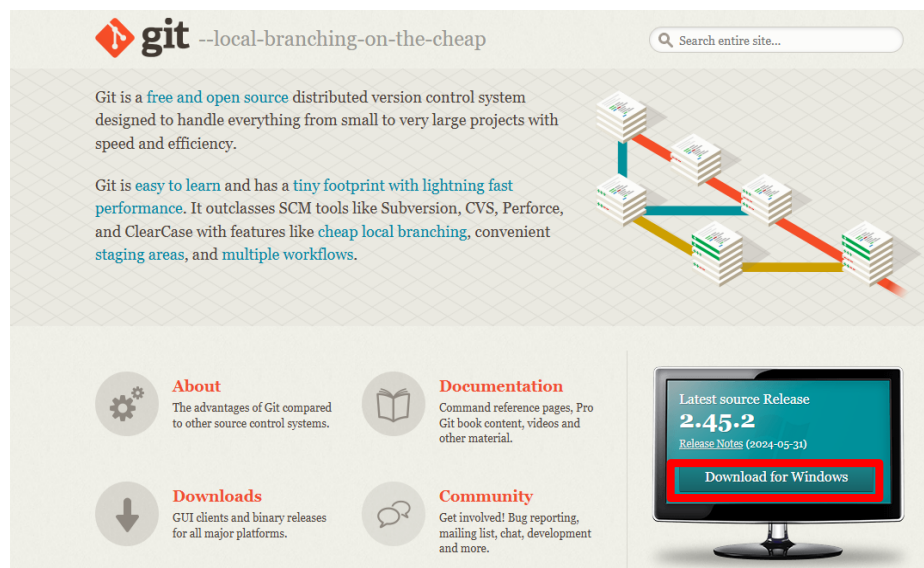 git --local-branching-on-the-cheap
Search entire site...
Git is a free and open source distributed version control system
designed to handle everything from small to very large projects with
speed and efficiency.
Git is easy to learn and has a tiny footprint with lightning fast
performance. It outclasses SCM tools like Subversion, CVS, Perforce,
and ClearCase with features like cheap local branching, convenient
staging areas, and multiple workflows.
About
The advantages of Git compared
to other source control systems.
Documentation
Command reference pages, Pro
Git book content, videos and
other material.
Downloads
GUI clients and binary releases
for all major platforms.
Community
Get involved! Bug reporting,
mailing list, chat, development
and more.
Latest source Release
2.45.2
Release Notes (2024-05-31)
Download for Windows